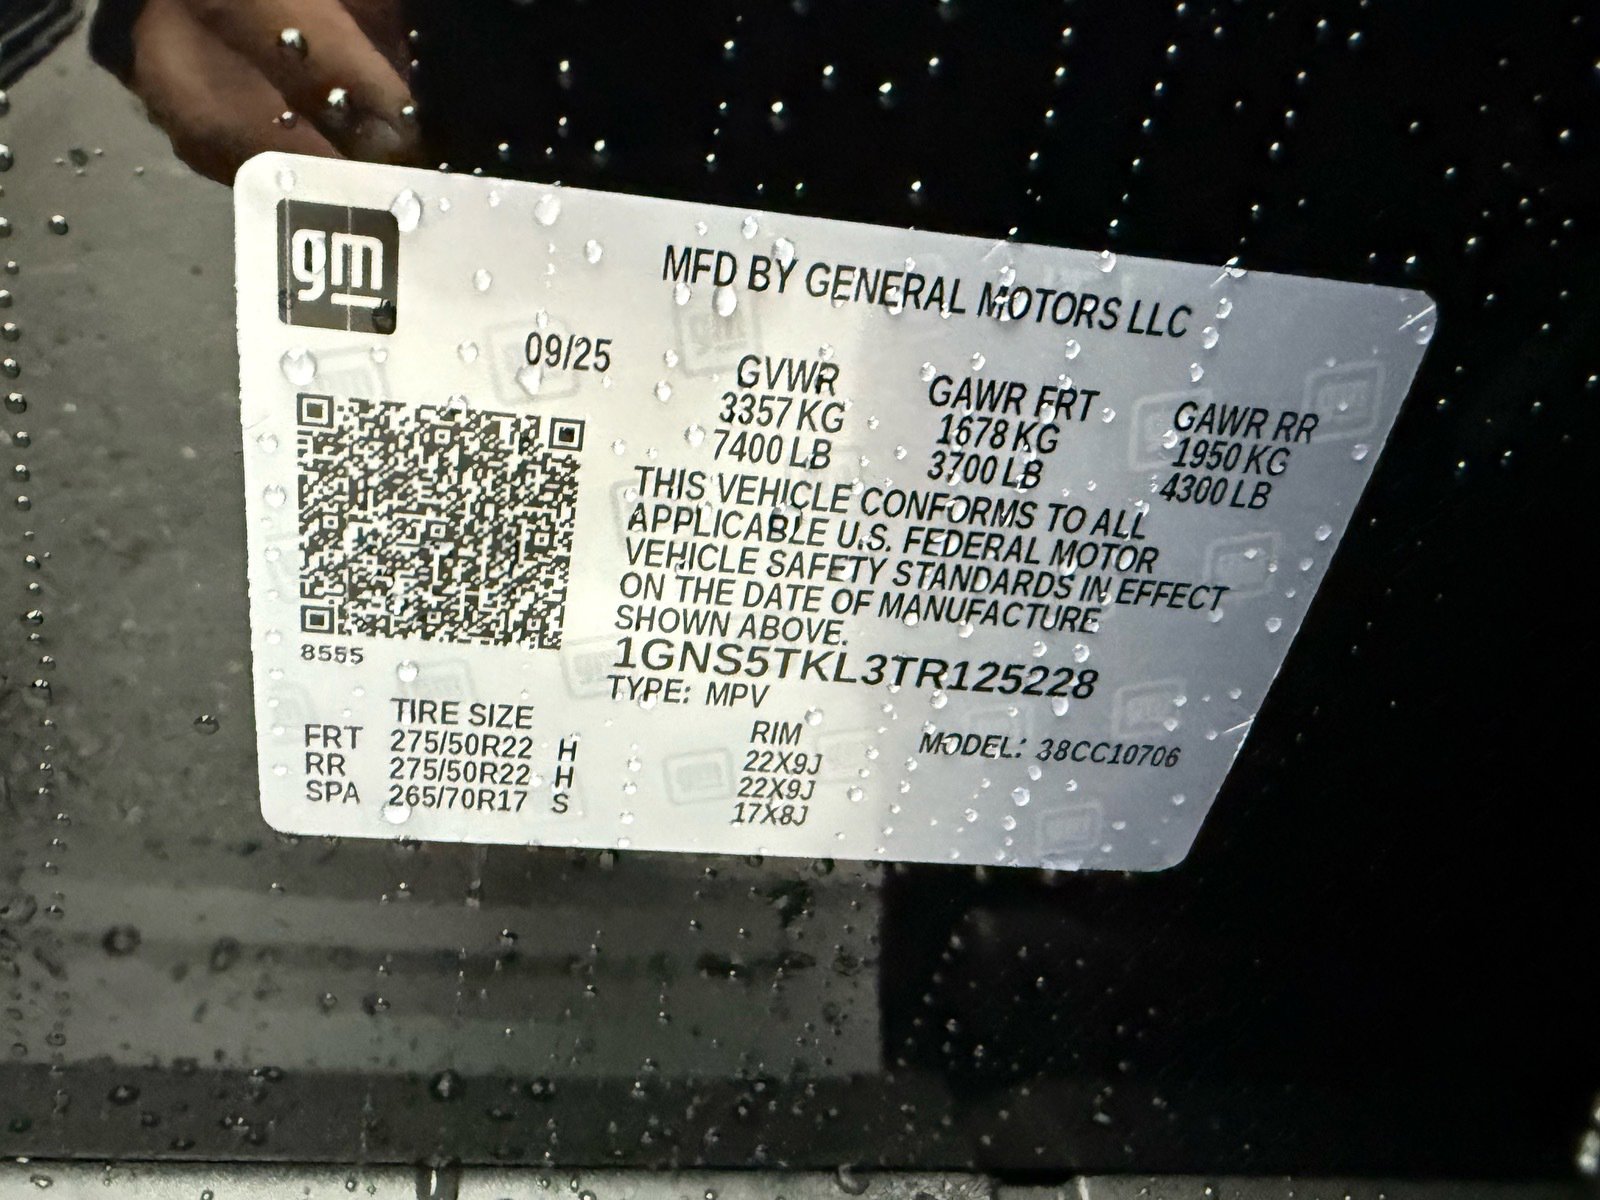 gm
MFD BY GENERAL MOTORS LLC
09/25
GVWR GAWR FRT GAWR RR
3357 KG 1678 KG 1950 KG
7400 LB 3700 LB 4300 LB
THIS VEHICLE CONFORMS TO ALL
APPLICABLE U.S. FEDERAL MOTOR
VEHICLE SAFETY STANDARDS IN EFFECT
ON THE DATE OF MANUFACTURE
SHOWN ABOVE.
8555
1GNS5TKL3TR125228
TYPE: MPV
TIRE SIZE RIM MODEL: 38CC10706
FRT 275/50R22 H 22X9J
RR 275/50R22 H 22X9J
SPA 265/70R17 S 17X8J